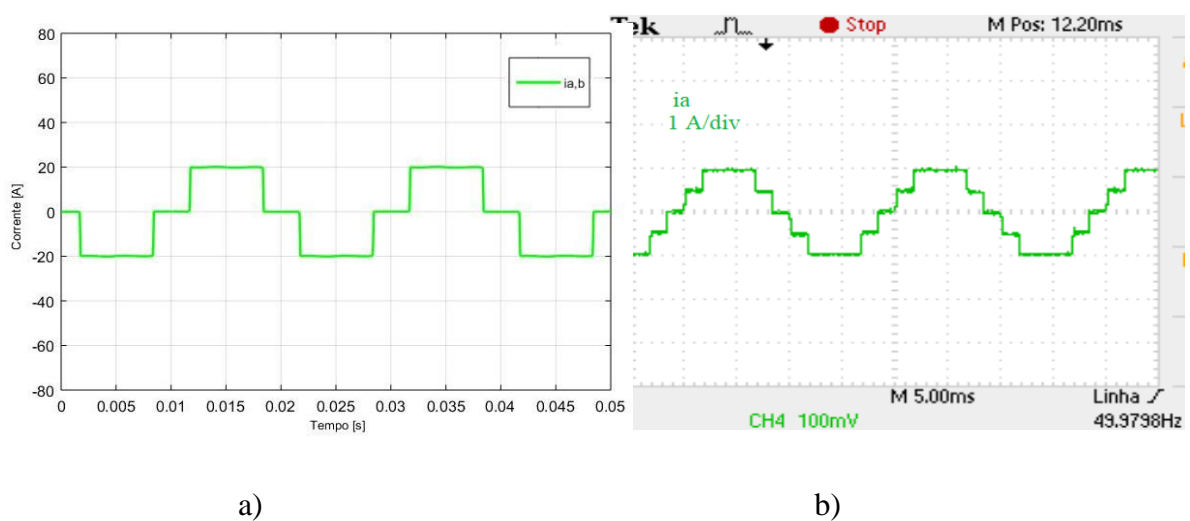 80
60
40
20
0
-20
-40
-60
-80
Corrente [A]
ia,b
0 0.005 0.01 0.015 0.02 0.025 0.03 0.035 0.04 0.045 0.05
Tempo [s]
Tek Stop M Pos: 12.20ms
ia
1 A/div
M 5.00ms Linha
CH4 100mV 49.9798Hz
a) b)